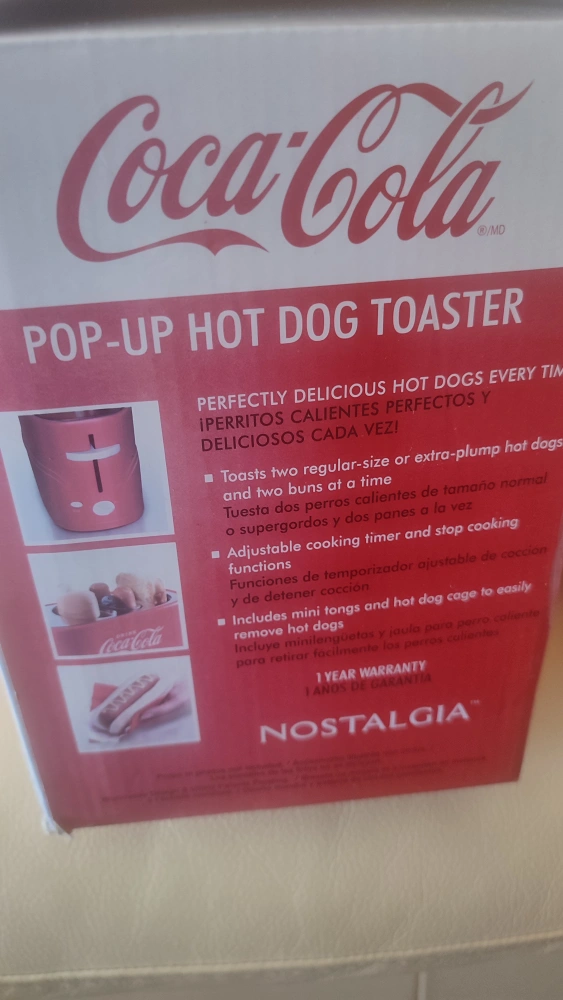 Coca-Cola
®/MD
POP-UP HOT DOG TOASTER
PERFECTLY DELICIOUS HOT DOGS EVERY TIM
¡PERRITOS CALIENTES PERFECTOS Y
DELICIOSOS CADA VEZ!
■ Toasts two regular-size or extra-plump hot dogs
and two buns at a time
Tuesta dos perros calientes de tamaño normal
o supergordos y dos panes a la vez
■ Adjustable cooking timer and stop cooking
functions
Funciones de temporizador ajustable de cocción
y de detener cocción
■ Includes mini tongs and hot dog cage to easily
remove hot dogs
Incluye minilengüetas y jaula para perro caliente
para retirar fácilmente los perros calientes
1 YEAR WARRANTY
1 AÑOS DE GARANTÍA
NOSTALGIA™
Coca-Cola